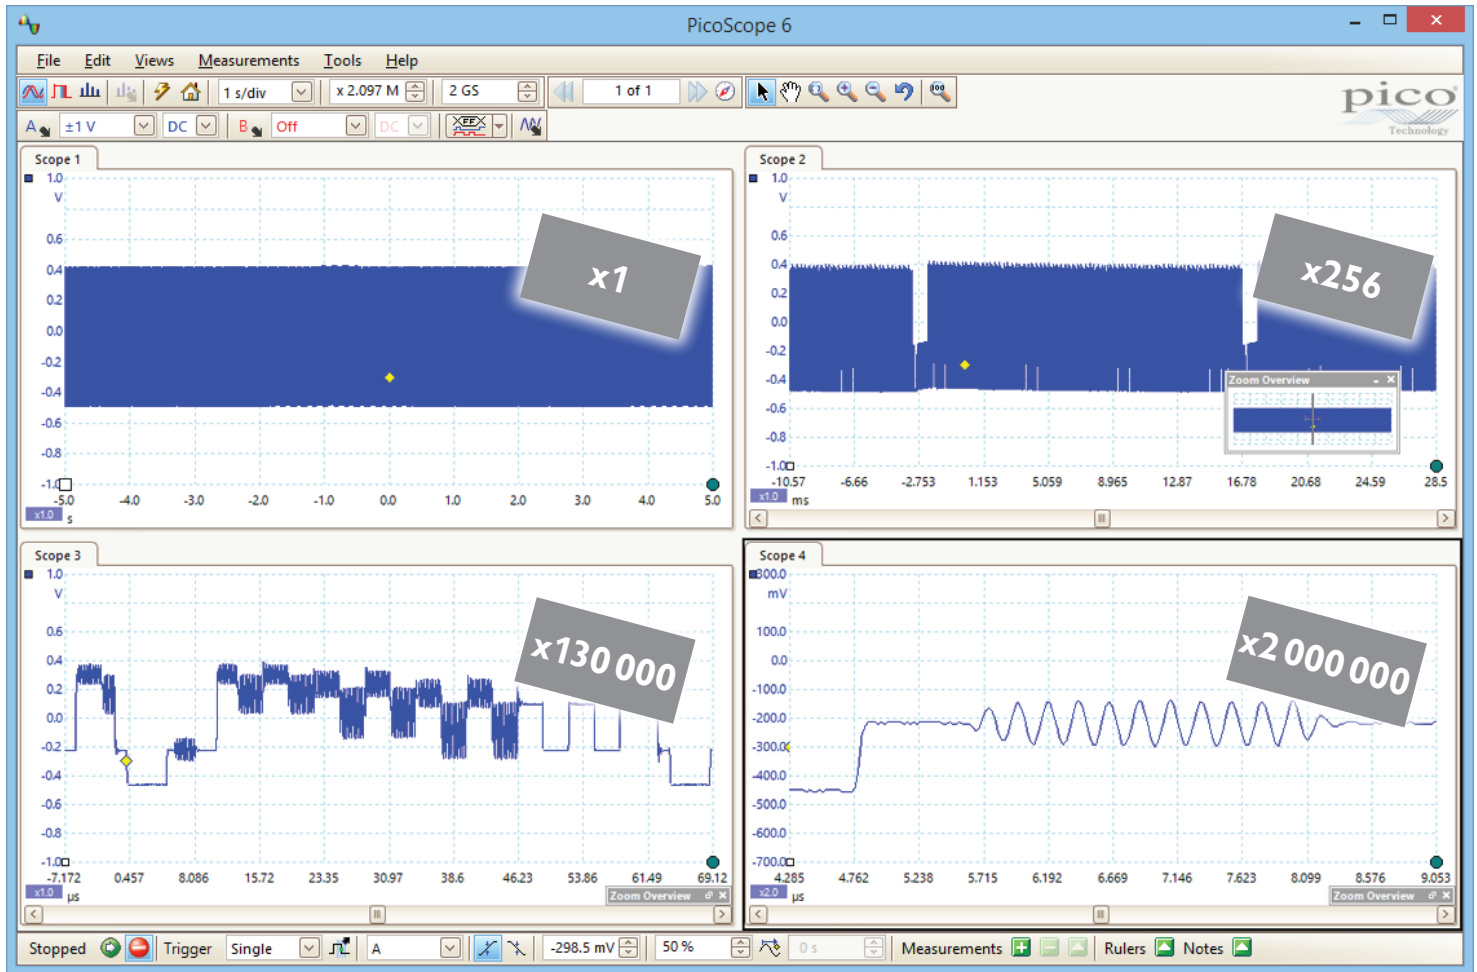 PicoScope 6
File Edit Views Measurements Tools Help
1 s/div x 2.097 M 2 GS 1 of 1
pico
Technology
A ±1 V DC B Off DC
Scope 1
1.0
V
0.6
0.4
0.2
0.0
-0.2
-0.4
-0.6
-0.8
-1.0
-5.0 -4.0 -3.0 -2.0 -1.0 0.0 1.0 2.0 3.0 4.0 5.0
x1.0 s
x1
Scope 2
1.0
V
0.6
0.4
0.2
0.0
-0.2
-0.4
-0.6
-0.8
-1.0
-10.57 -6.66 -2.753 1.153 5.059 8.965 12.87 16.78 20.68 24.59 28.5
x1.0 ms
x256
Zoom Overview
Scope 3
1.0
V
0.6
0.4
0.2
0.0
-0.2
-0.4
-0.6
-0.8
-1.0
-7.172 0.457 8.086 15.72 23.35 30.97 38.6 46.23 53.86 61.49 69.12
x1.0 µs
x130 000
Zoom Overview
Scope 4
300.0
mV
100.0
0.0
-100.0
-200.0
-300.0
-400.0
-500.0
-600.0
-700.0
4.285 4.762 5.238 5.715 6.192 6.669 7.146 7.623 8.099 8.576 9.053
x2.0 µs
x2 000 000
Zoom Overview
Stopped Trigger Single A -298.5 mV 50 % 0 s Measurements Rulers Notes